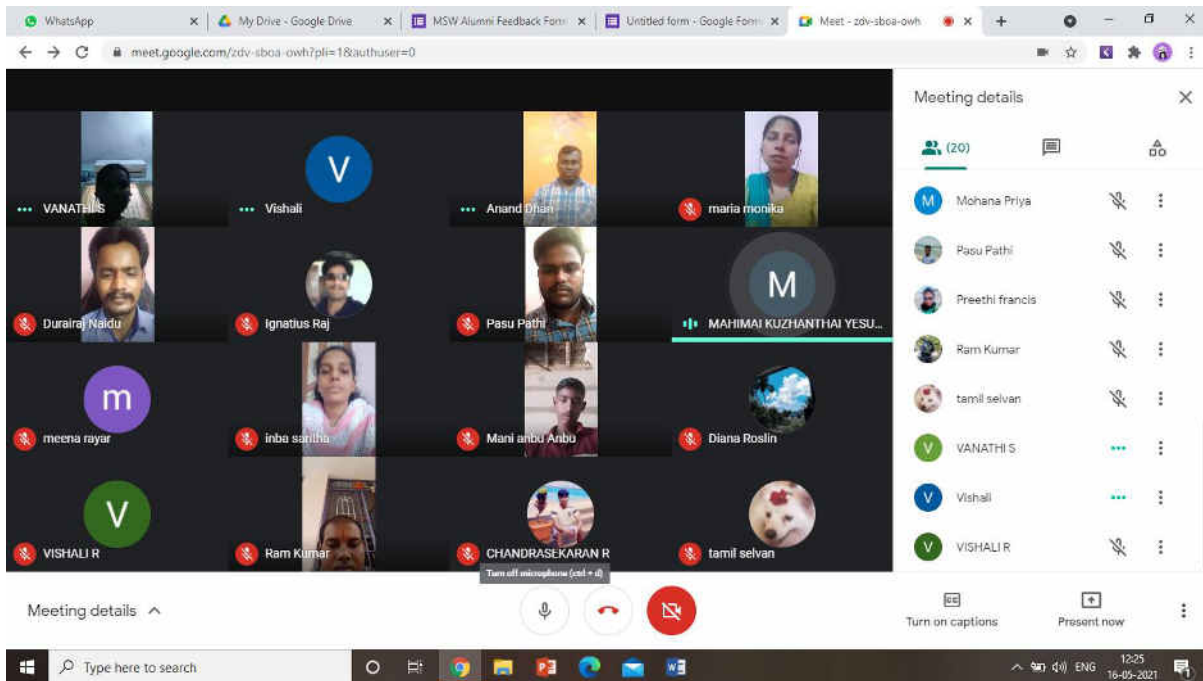 WhatsApp
My Drive - Google Drive
MSW Alumni Feedback Form
Untitled form - Google Form
Meet - zdv-sboa-owh
meet.google.com/zdv-sboa-owh?pli=1&authuser=0
Meeting details
(20)
VANATHI S
V
Vishali
Anand Dhan
maria monika
Durairaj Naidu
Ignatius Raj
Pasu Pathi
M
MAHIMAI KUZHANTHAI YESU...
m
meena rayar
inba santha
Mani anbu Anbu
Diana Roslin
V
VISHALI R
Ram Kumar
CHANDRASEKARAN R
tamil selvan
M Mohana Priya
Pasu Pathi
Preethi francis
Ram Kumar
tamil selvan
V VANATHI S
V Vishali
V VISHALI R
Turn off microphone (ctrl + d)
Meeting details
CC
Turn on captions
Present now
Type here to search
ENG
12:25
16-05-2021